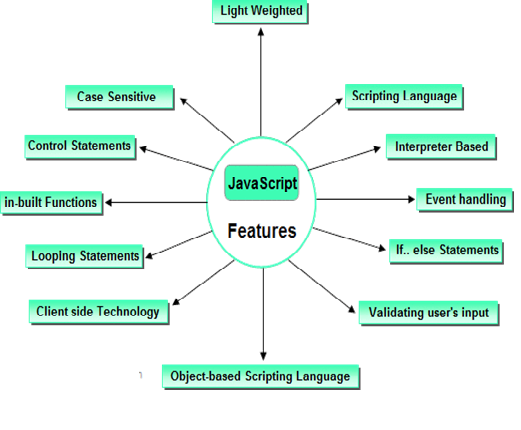 Light Weighted
Case Sensitive
Scripting Language
Control Statements
Interpreter Based
JavaScript
in-built Functions
Event handling
Features
Looping Statements
If.. else Statements
Client side Technology
Validating user's input
Object-based Scripting Language